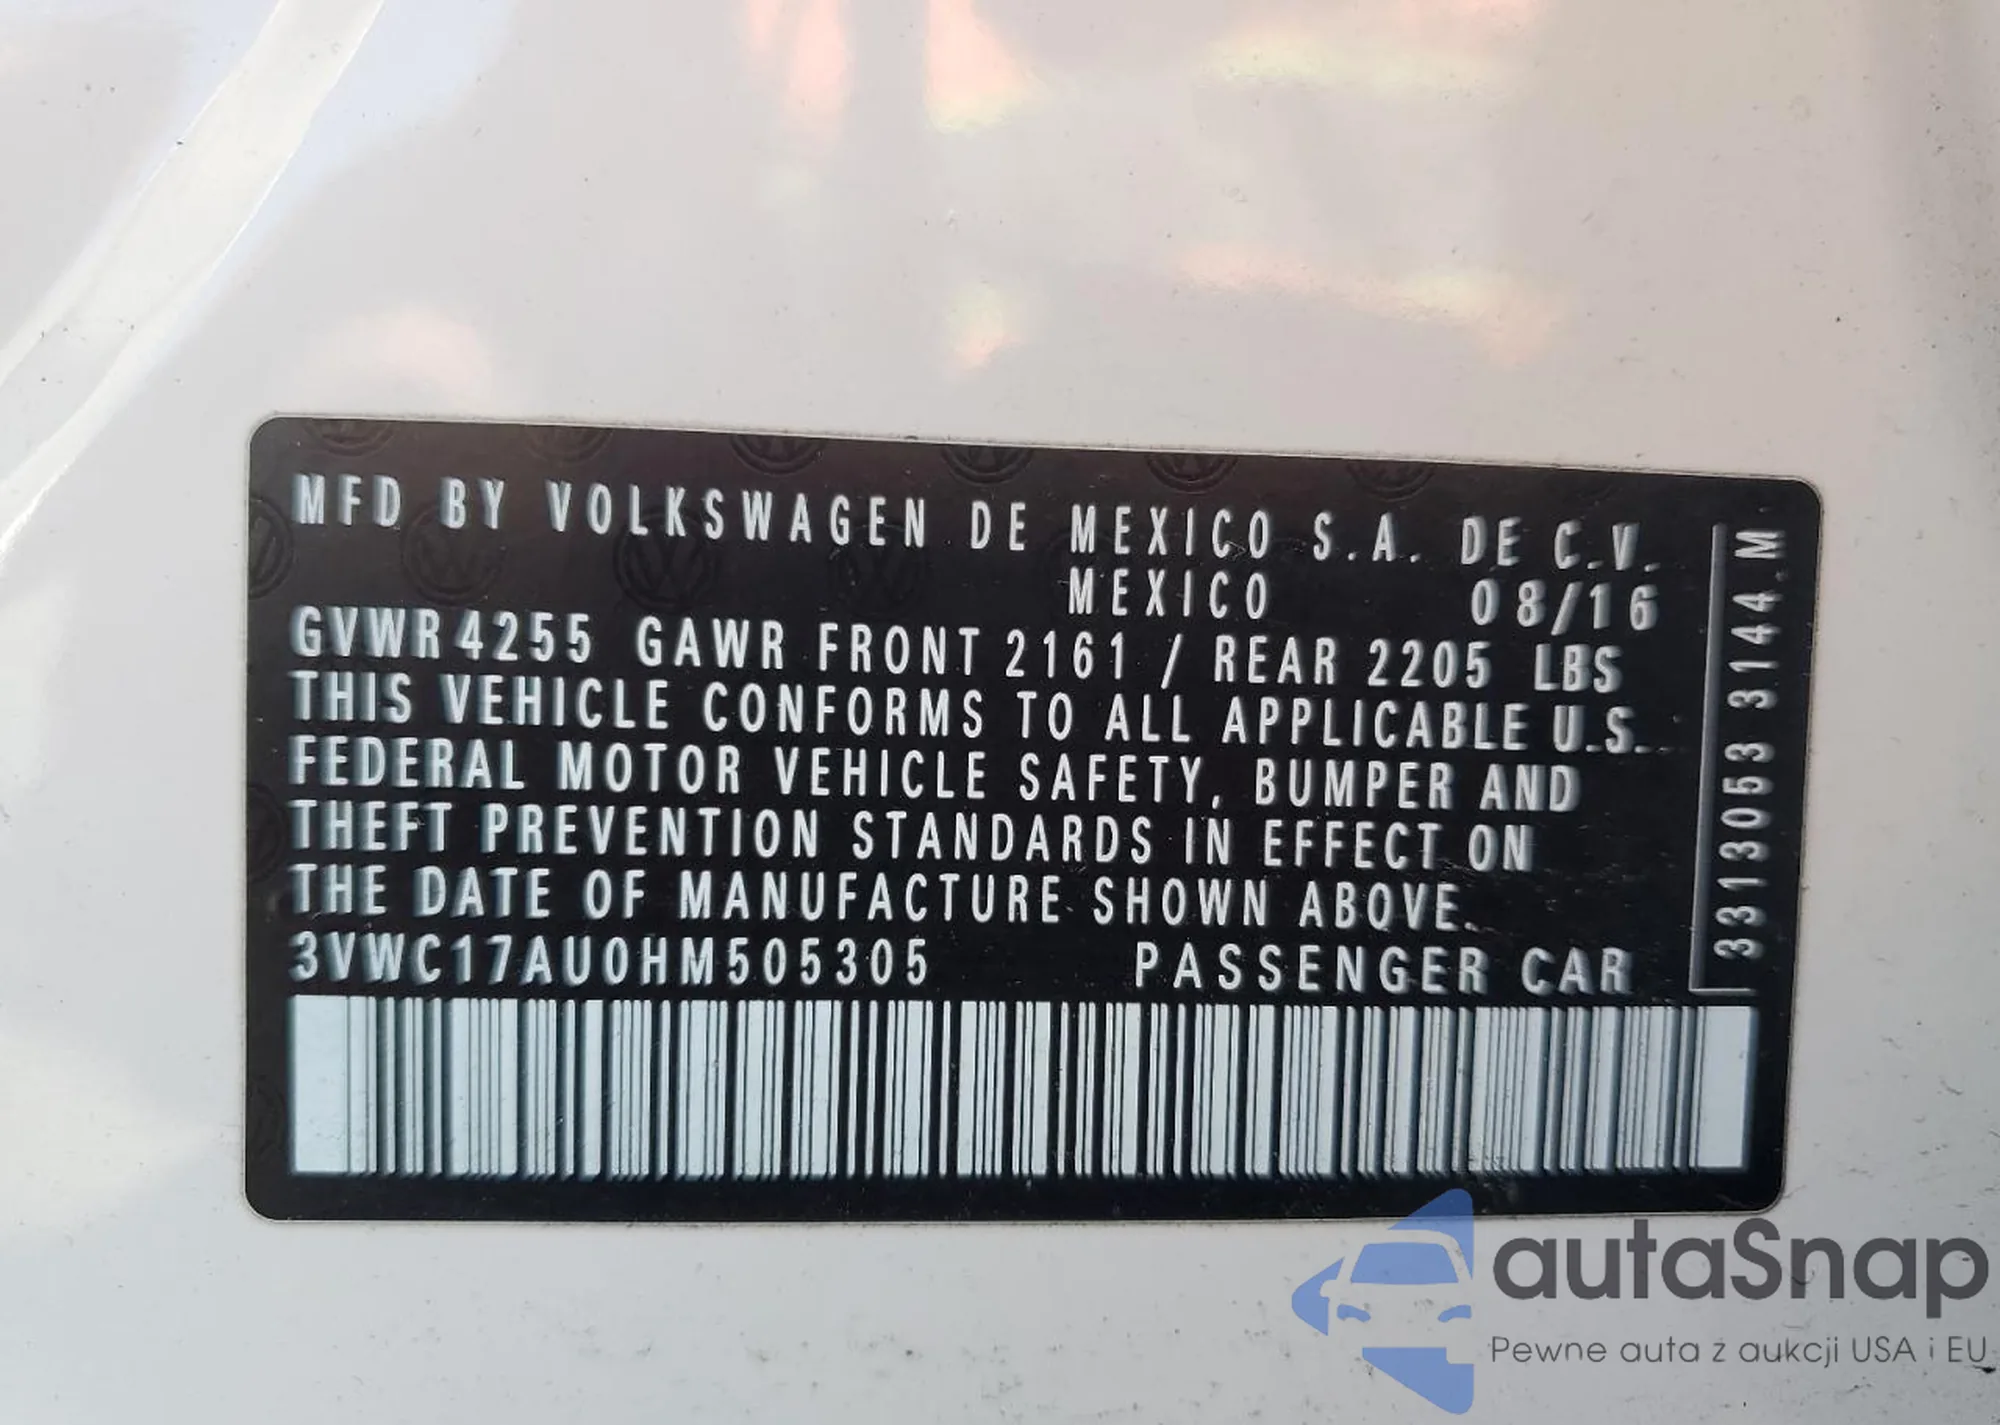 MFD BY VOLKSWAGEN DE MEXICO S.A. DE C.V.
MEXICO 08/16
GVWR 4255 GAWR FRONT 2161 / REAR 2205 LBS
THIS VEHICLE CONFORMS TO ALL APPLICABLE U.S.
FEDERAL MOTOR VEHICLE SAFETY, BUMPER AND
THEFT PREVENTION STANDARDS IN EFFECT ON
THE DATE OF MANUFACTURE SHOWN ABOVE.
3VWC17AU0HM505305 PASSENGER CAR
3313053 3144.M
autaSnap
Pewne auta z aukcji USA i EU